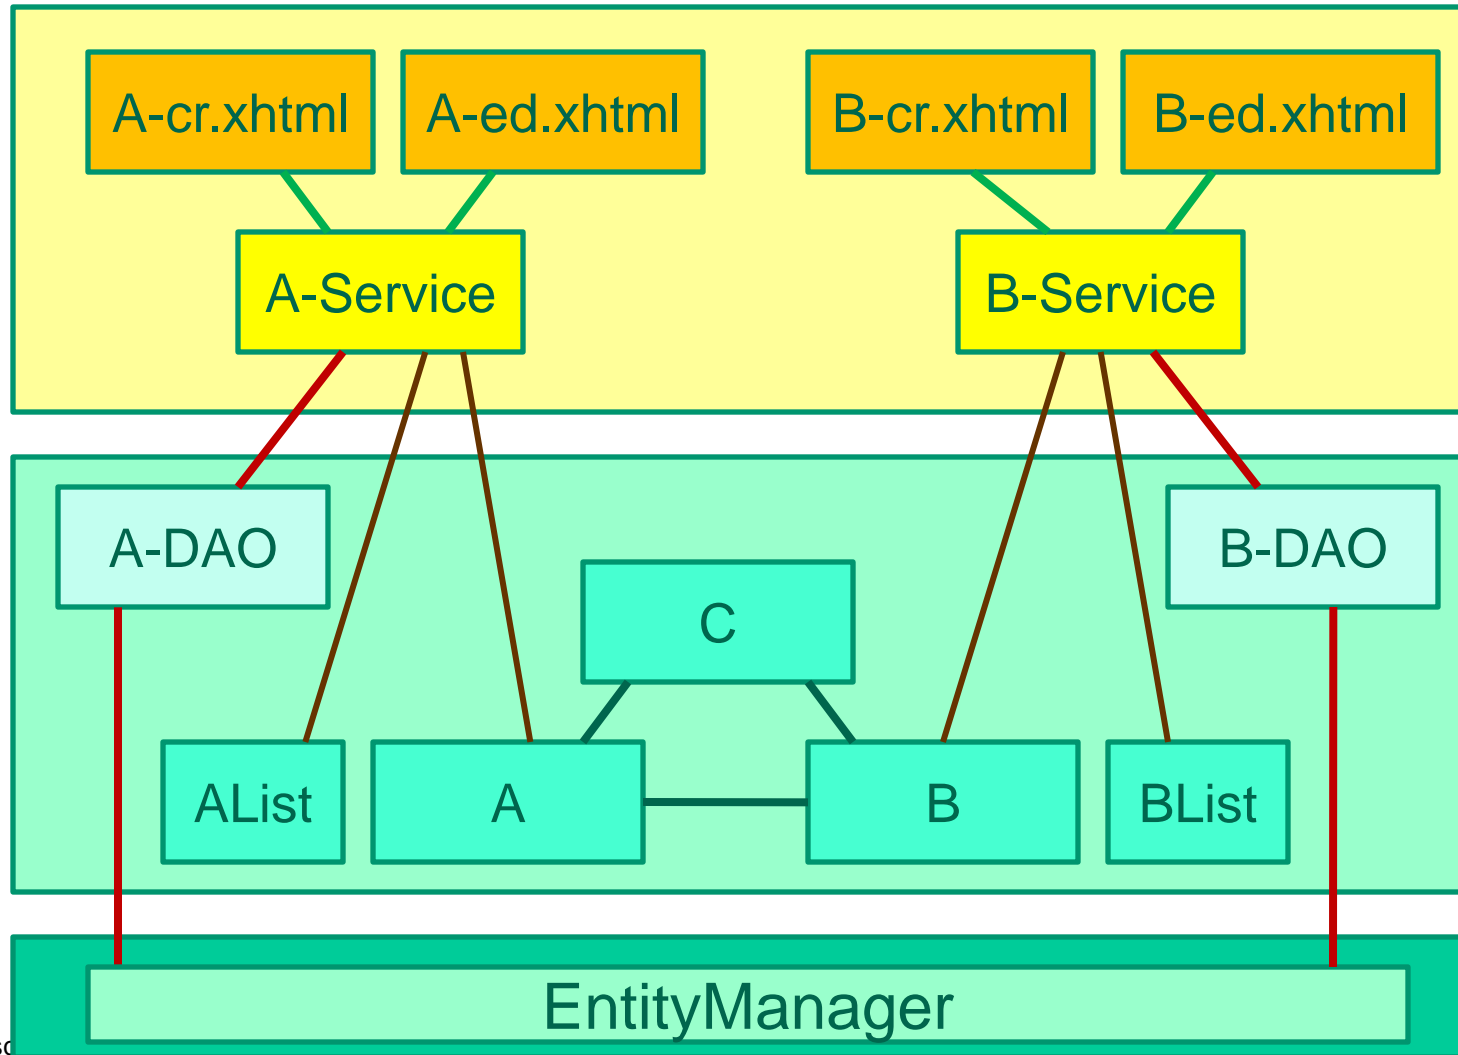 A-cr.xhtml
A-ed.xhtml
B-cr.xhtml
B-ed.xhtml
A-Service
B-Service
A-DAO
B-DAO
C
AList
A
B
BList
EntityManager